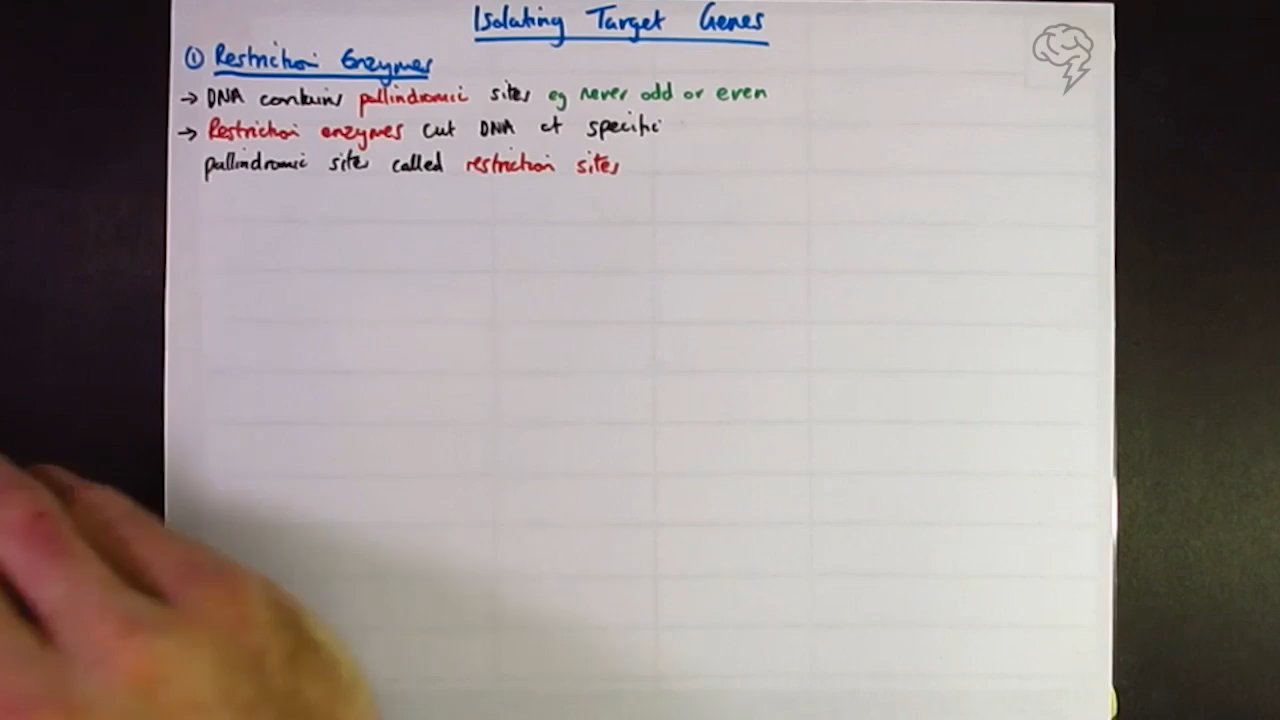 Isolating Target Genes
① Restriction Enzymes
→ DNA contains pallindromic sites eg never odd or even
→ Restriction enzymes cut DNA at specific
pallindromic sites called restriction sites